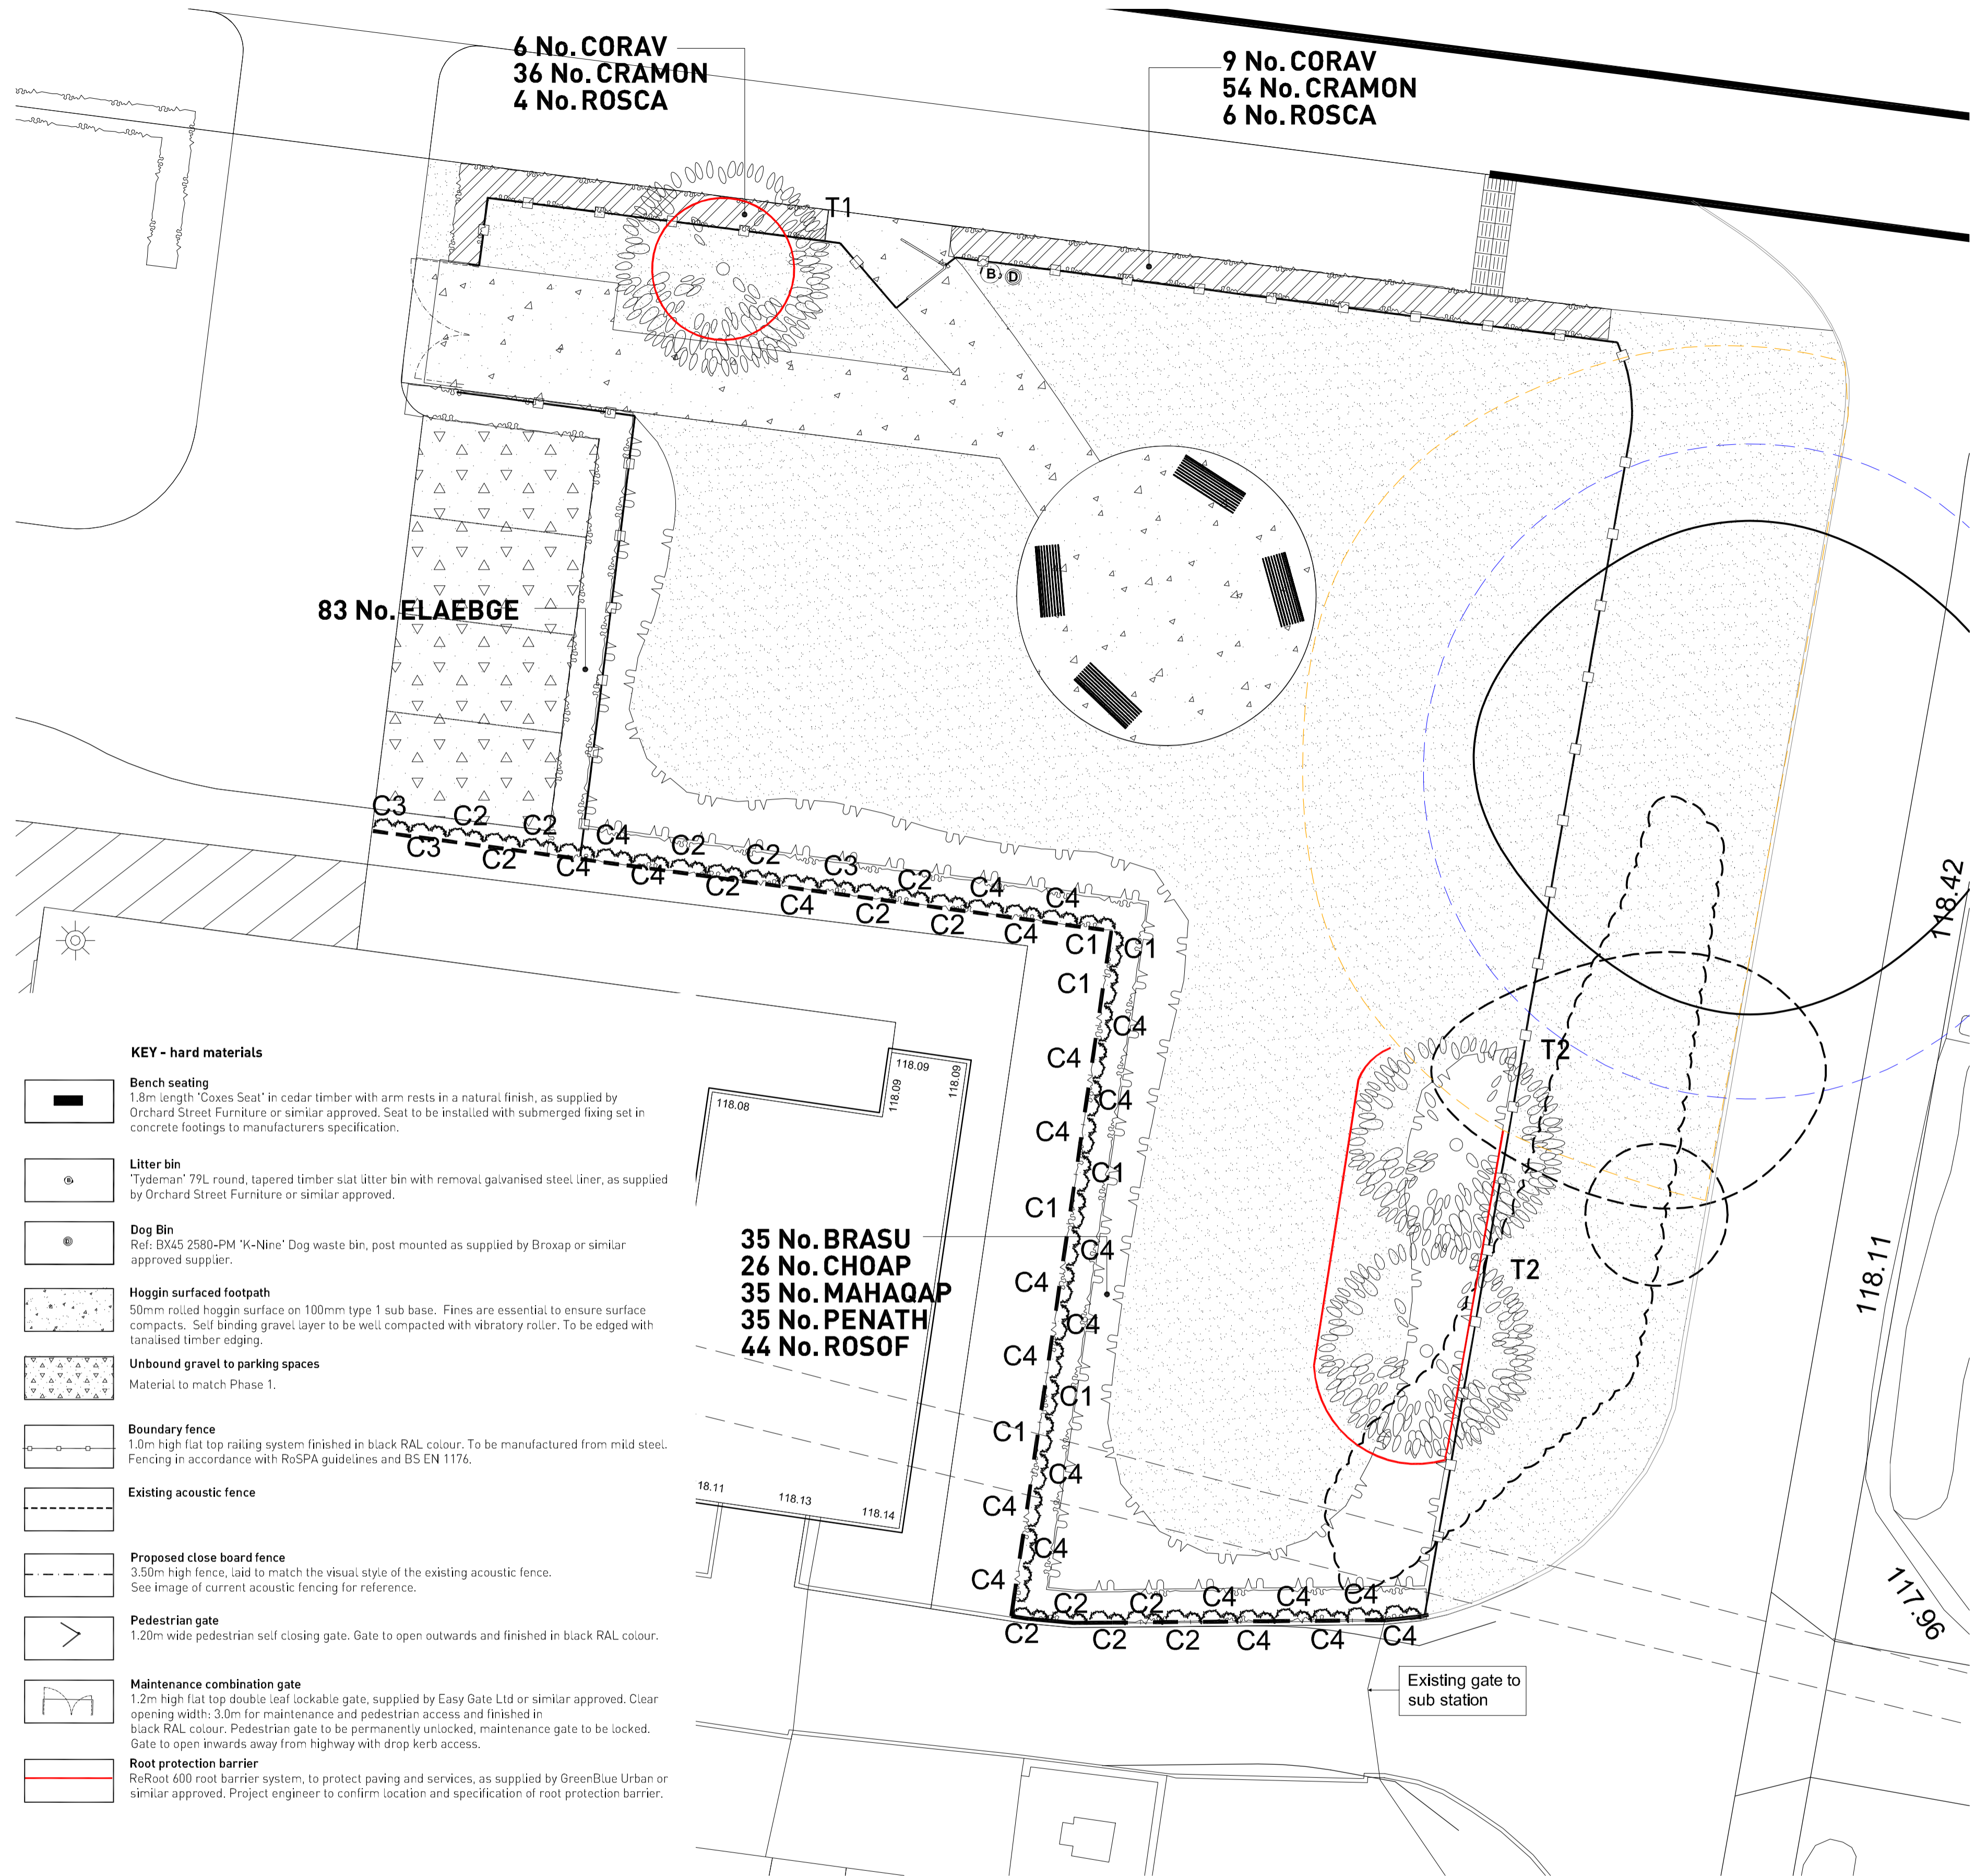 6 No. CORAV
36 No. CRAMON
4 No. ROSCA
9 No. CORAV
54 No. CRAMON
6 No. ROSCA
T1
B D
83 No. ELAEBGE
C3 C2 C2 C4 C2 C2 C3 C2 C4 C4
C3 C2 C4 C4 C2 C4 C2 C2 C4 C1 C1
C1
C4
C4
C4
C4
C1
C1
C4
C4
C4
C4
C1
C1
C4
C4
C4
C4
C2 C2 C4 C4 C4
C2 C2 C2 C4 C4 C4
T2
T2
118.42
118.11
117.96
118.09
118.09
118.09
118.08
18.11
118.13
118.14
35 No. BRASU
26 No. CHOAP
35 No. MAHAQAP
35 No. PENATH
44 No. ROSOF
Existing gate to
sub station
KEY - hard materials
Bench seating
1.8m length 'Coxes Seat' in cedar timber with arm rests in a natural finish, as supplied by
Orchard Street Furniture or similar approved. Seat to be installed with submerged fixing set in
concrete footings to manufacturers specification.
B
Litter bin
'Tydeman' 79L round, tapered timber slat litter bin with removal galvanised steel liner, as supplied
by Orchard Street Furniture or similar approved.
D
Dog Bin
Ref: BX45 2580-PM 'K-Nine' Dog waste bin, post mounted as supplied by Broxap or similar
approved supplier.
Hoggin surfaced footpath
50mm rolled hoggin surface on 100mm type 1 sub base. Fines are essential to ensure surface
compacts. Self binding gravel layer to be well compacted with vibratory roller. To be edged with
tanalised timber edging.
Unbound gravel to parking spaces
Material to match Phase 1.
Boundary fence
1.0m high flat top railing system finished in black RAL colour. To be manufactured from mild steel.
Fencing in accordance with RoSPA guidelines and BS EN 1176.
Existing acoustic fence
Proposed close board fence
3.50m high fence, laid to match the visual style of the existing acoustic fence.
See image of current acoustic fencing for reference.
Pedestrian gate
1.20m wide pedestrian self closing gate. Gate to open outwards and finished in black RAL colour.
Maintenance combination gate
1.2m high flat top double leaf lockable gate, supplied by Easy Gate Ltd or similar approved. Clear
opening width: 3.0m for maintenance and pedestrian access and finished in
black RAL colour. Pedestrian gate to be permanently unlocked, maintenance gate to be locked.
Gate to open inwards away from highway with drop kerb access.
Root protection barrier
ReRoot 600 root barrier system, to protect paving and services, as supplied by GreenBlue Urban or
similar approved. Project engineer to confirm location and specification of root protection barrier.